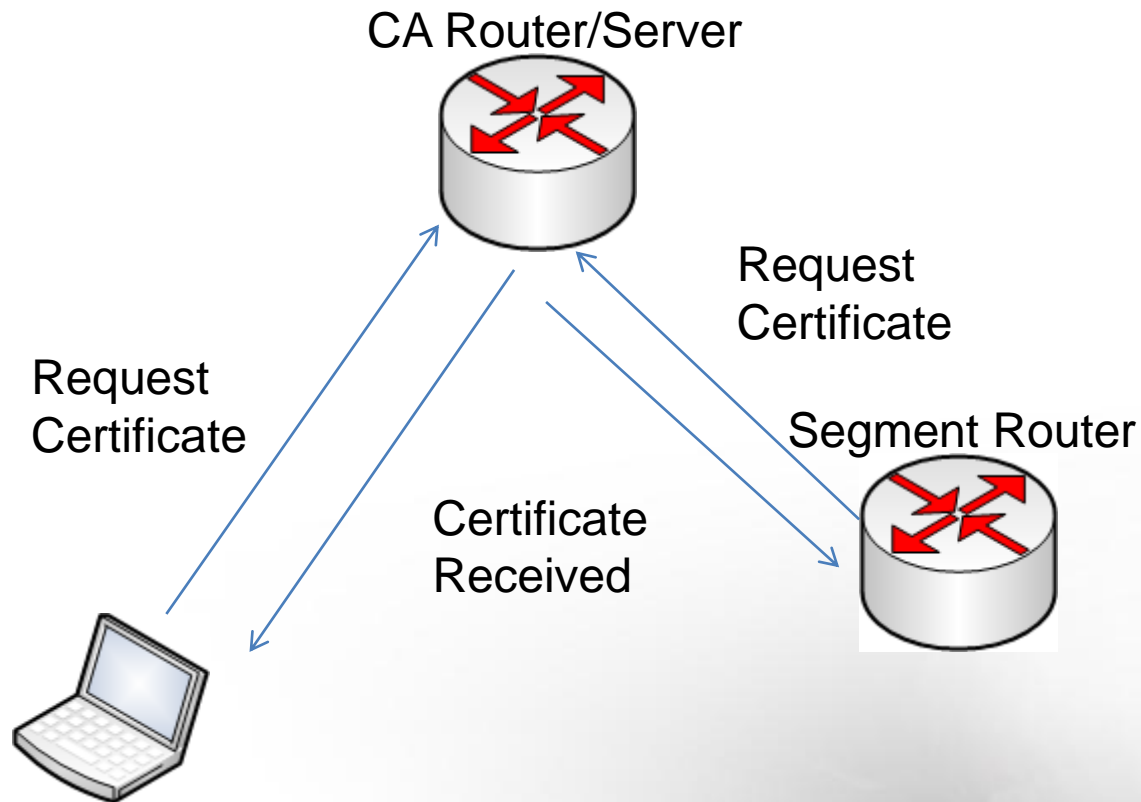 CA Router/Server
Request
Certificate
Request
Certificate
Segment Router
Certificate
Received